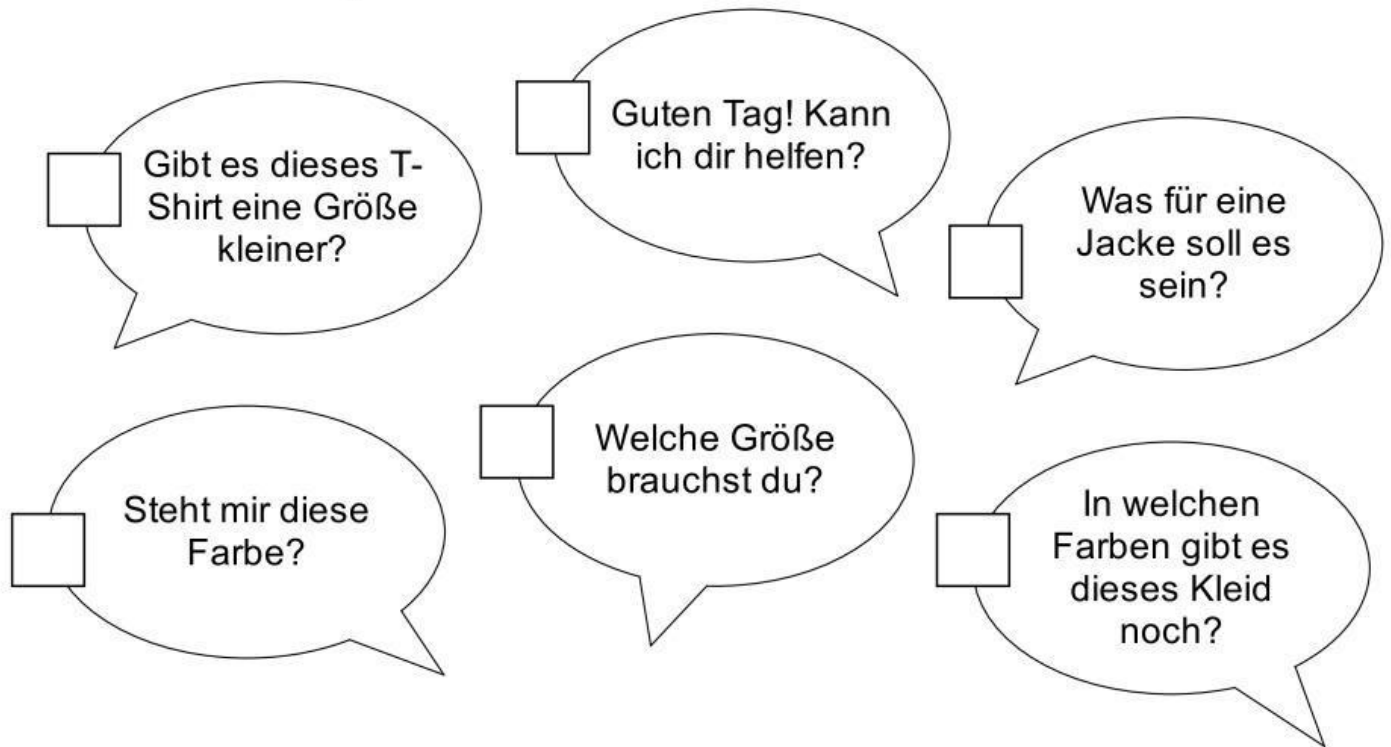 Gibt es dieses T-
Shirt eine Größe
kleiner?
Guten Tag! Kann
ich dir helfen?
Was für eine
Jacke soll es
sein?
Steht mir diese
Farbe?
Welche Größe
brauchst du?
In welchen
Farben gibt es
dieses Kleid
noch?